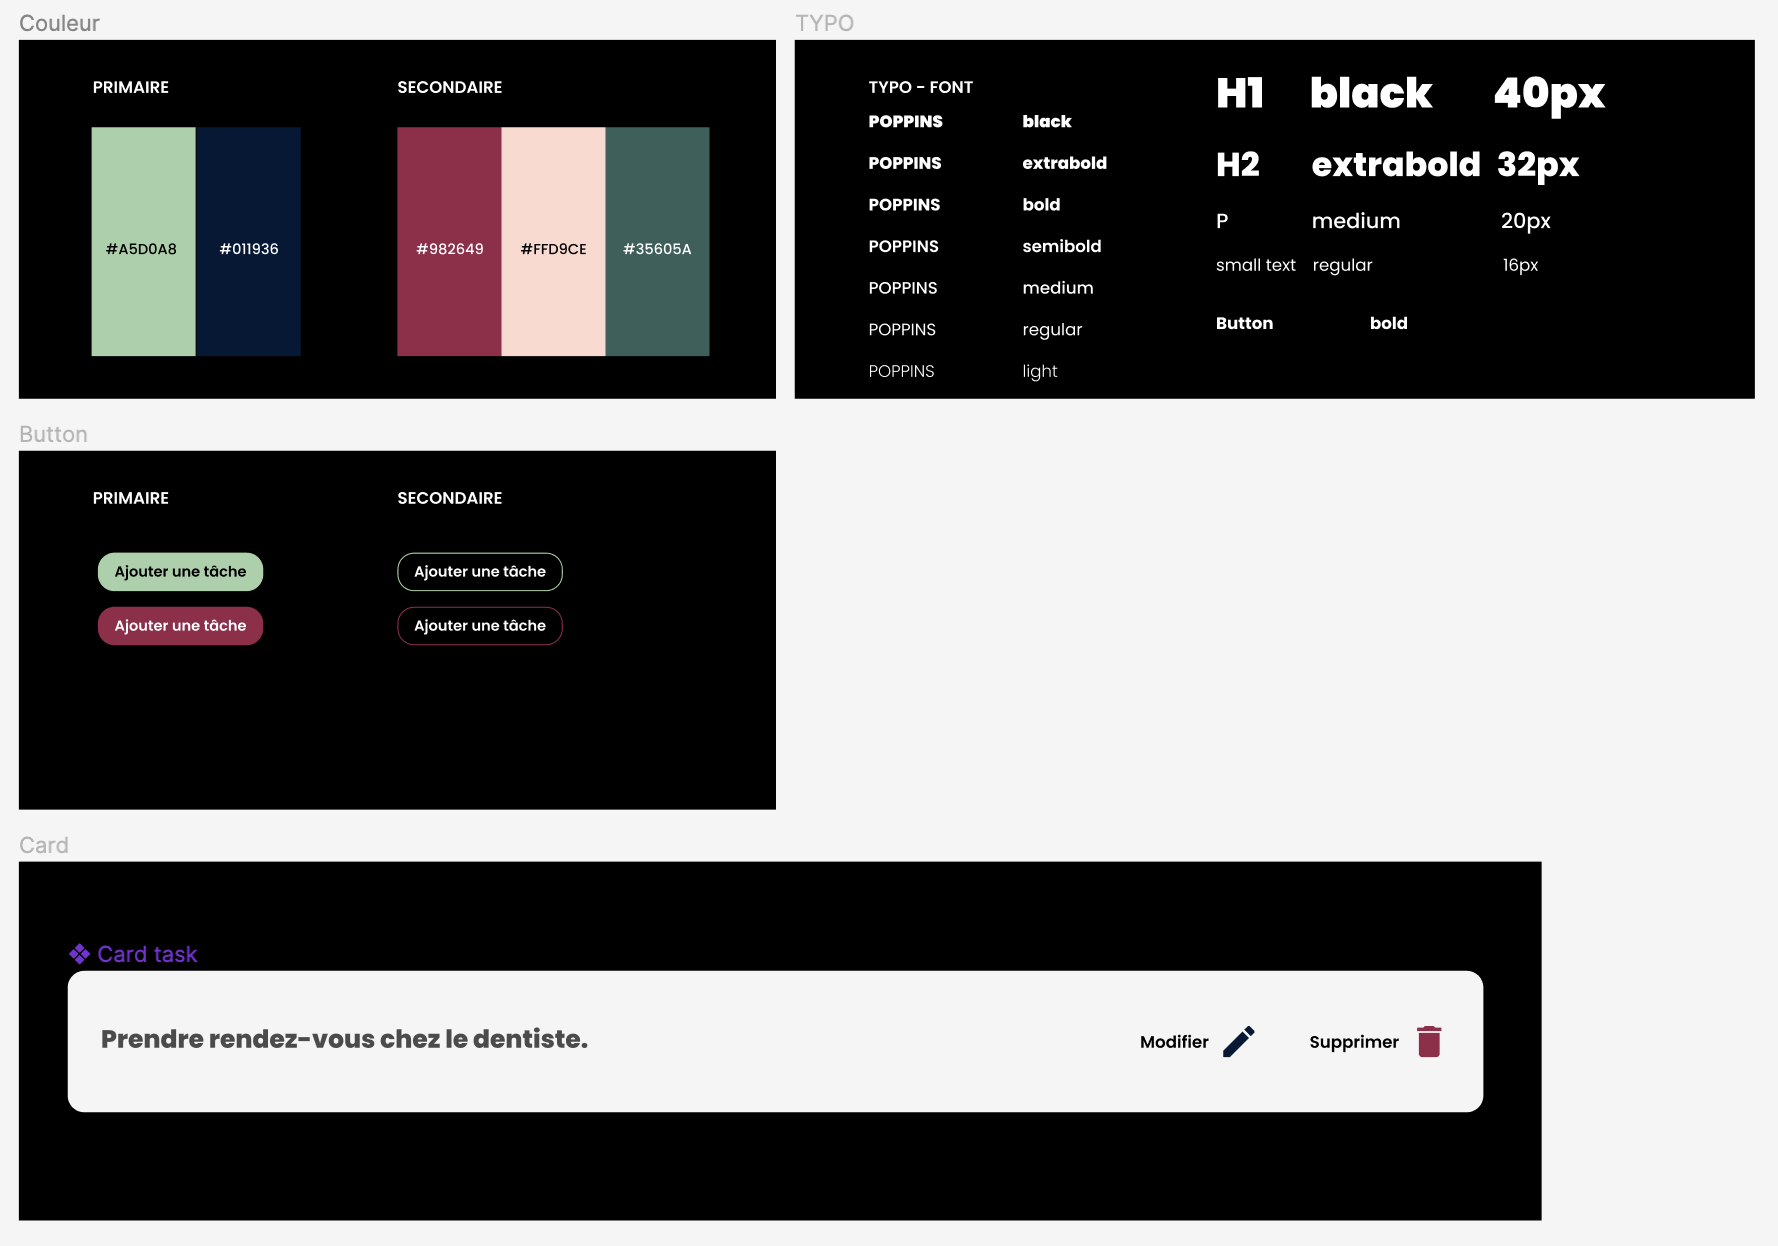 Couleur
PRIMAIRE
SECONDAIRE
#A5D0A8
#011936
#982649
#FFD9CE
#35605A
TYPO
TYPO - FONT
POPPINS black
POPPINS extrabold
POPPINS bold
POPPINS semibold
POPPINS medium
POPPINS regular
POPPINS light
H1 black 40px
H2 extrabold 32px
P medium 20px
small text regular 16px
Button bold
Button
PRIMAIRE
SECONDAIRE
Ajouter une tâche
Ajouter une tâche
Ajouter une tâche
Ajouter une tâche
Card
Card task
Prendre rendez-vous chez le dentiste.
Modifier
Supprimer